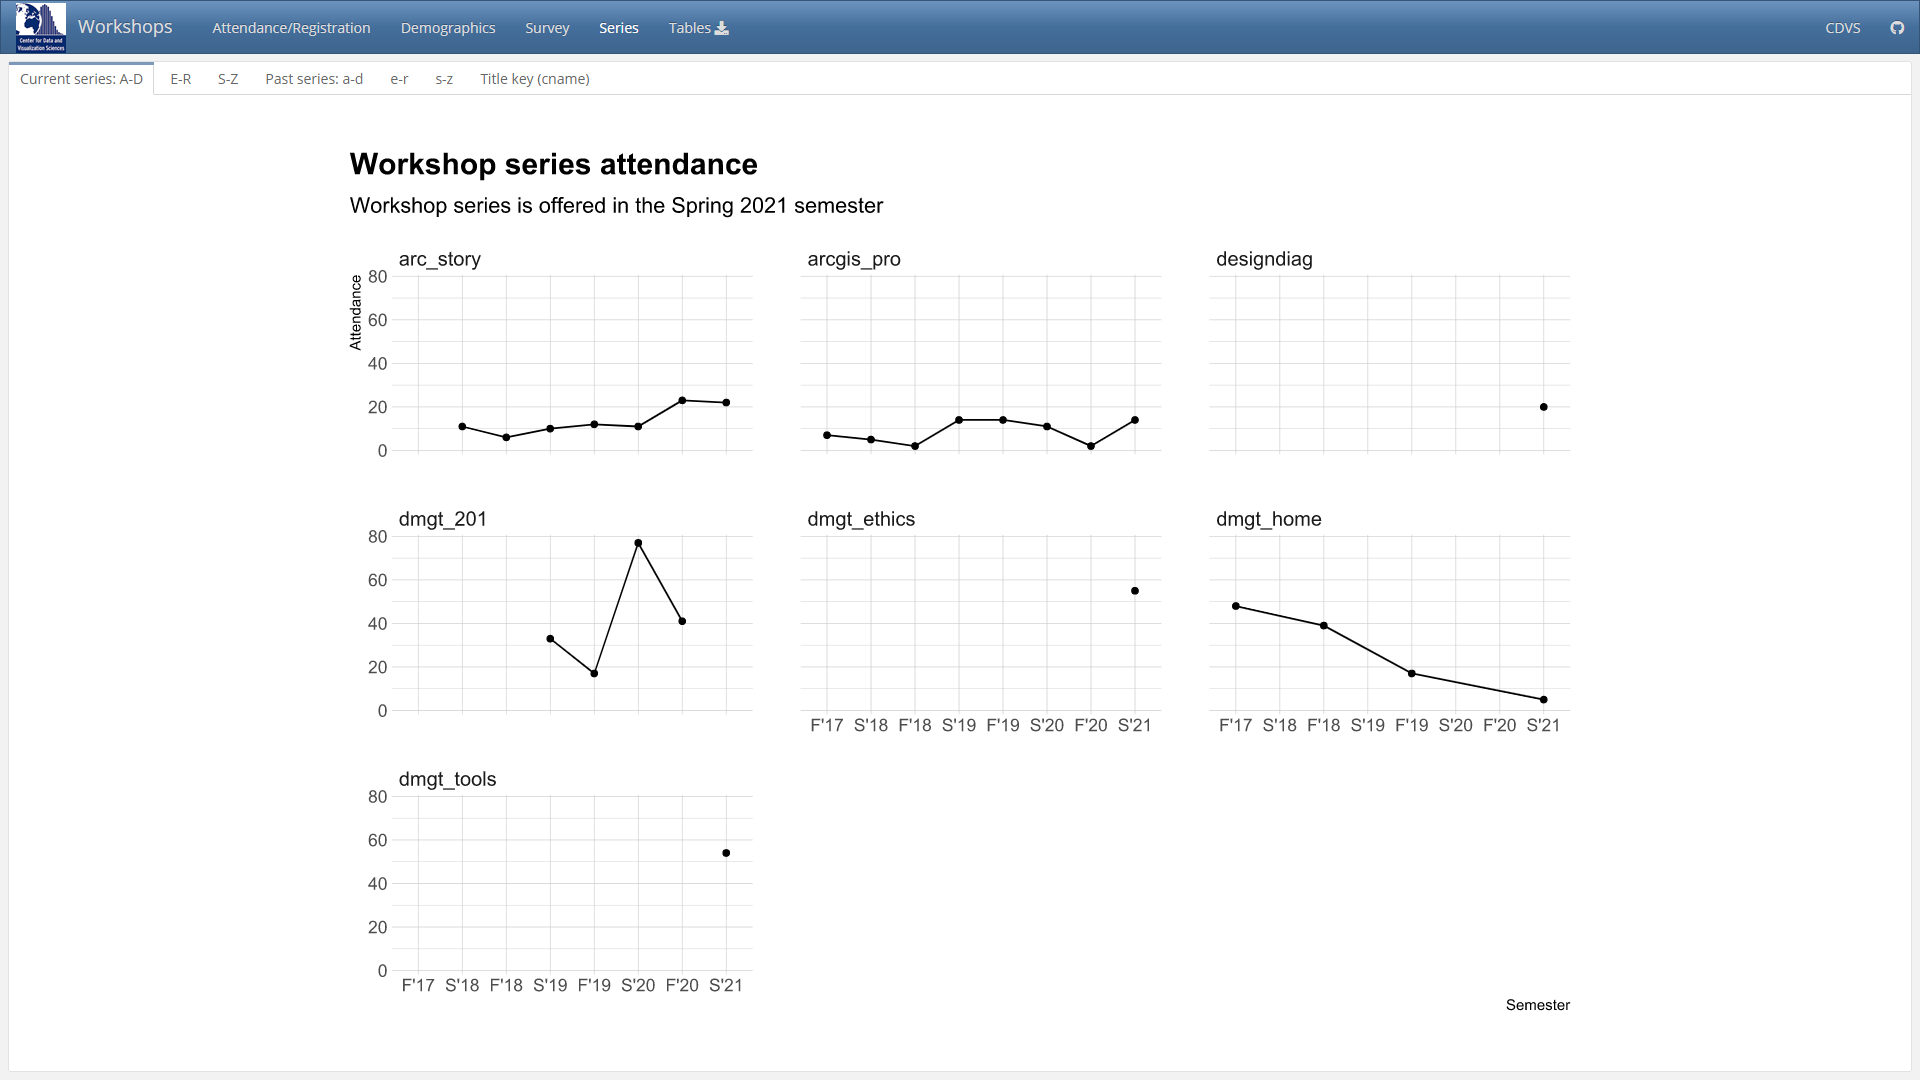 Center for Data and
Visualization Sciences
Workshops Attendance/Registration Demographics Survey Series Tables CDVS
Current series: A-D E-R S-Z Past series: a-d e-r s-z Title key (cname)
Workshop series attendance
Workshop series is offered in the Spring 2021 semester
arc_story arcgis_pro designdiag
Attendance
80
60
40
20
0
dmgt_201 dmgt_ethics dmgt_home
80
60
40
20
0
F'17 S'18 F'18 S'19 F'19 S'20 F'20 S'21 F'17 S'18 F'18 S'19 F'19 S'20 F'20 S'21
dmgt_tools
80
60
40
20
0
F'17 S'18 F'18 S'19 F'19 S'20 F'20 S'21
Semester